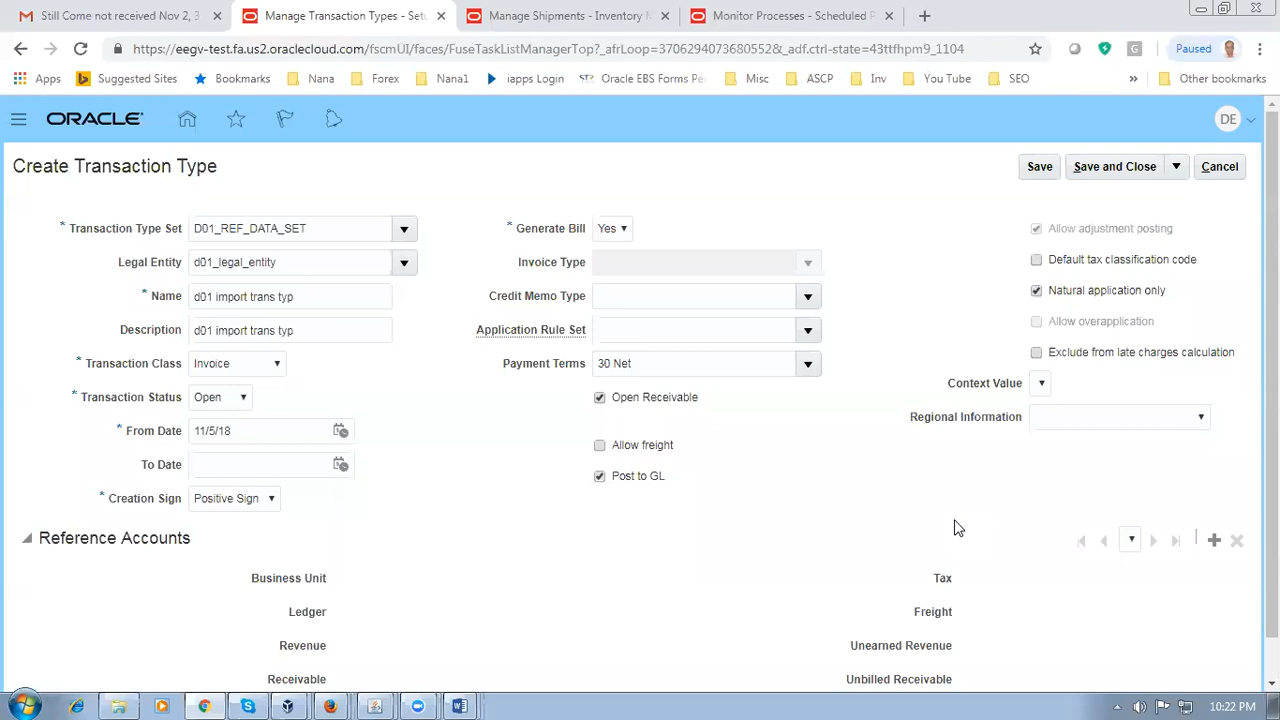 Still Come not received Nov 2, 3
Manage Transaction Types - Setu
Manage Shipments - Inventory M
Monitor Processes - Scheduled P
https://eegv-test.fa.us2.oraclecloud.com/fscmUI/faces/FuseTaskListManagerTop?_afrLoop=37062940736805528&_adf.ctrl-state=43tthpm9_1104
Paused
Apps
Suggested Sites
Bookmarks
Nana
Forex
Nana1
iapps Login
Oracle EBS Forms Pe
Misc
ASCP
Inv
You Tube
SEO
»
Other bookmarks
ORACLE
DE
Create Transaction Type
Save
Save and Close
Cancel
* Transaction Type Set D01_REF_DATA_SET
Legal Entity d01_legal_entity
* Name d01 import trans typ
Description d01 import trans typ
* Transaction Class Invoice
* Transaction Status Open
* From Date 11/5/18
To Date
* Creation Sign Positive Sign
* Generate Bill Yes
Invoice Type
Credit Memo Type
Application Rule Set
Payment Terms 30 Net
Open Receivable
Allow freight
Post to GL
Allow adjustment posting
Default tax classification code
Natural application only
Allow overapplication
Exclude from late charges calculation
Context Value
Regional Information
Reference Accounts
Business Unit
Ledger
Revenue
Receivable
Tax
Freight
Unearned Revenue
Unbilled Receivable
10:22 PM